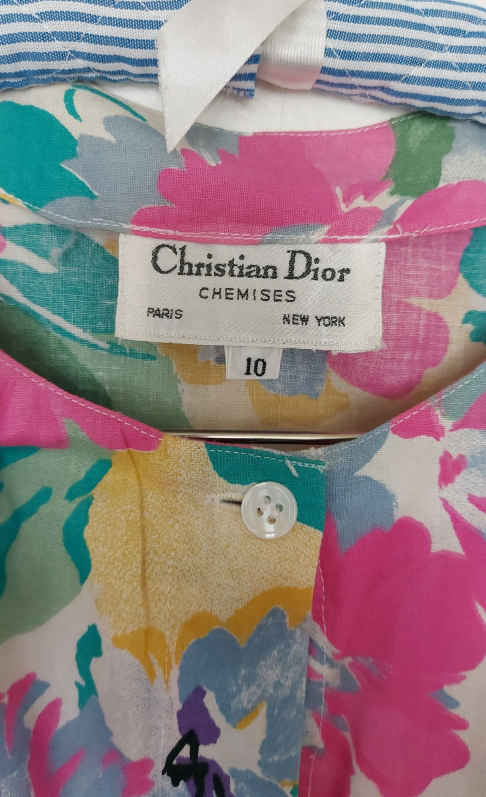 Christian Dior
CHEMISES
PARIS NEW YORK
10